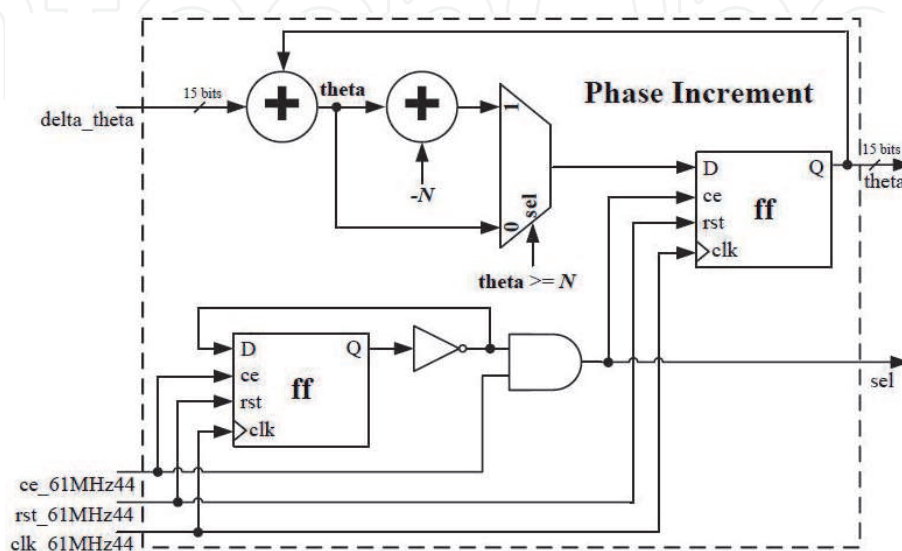 15 bits
delta_theta
+
theta
+
-N
1
0
sel
theta >= N
Phase Increment
D
Q
ce
ff
rst
clk
15 bits
theta
D
Q
ce
ff
rst
clk
sel
ce_61MHz44
rst_61MHz44
clk_61MHz44